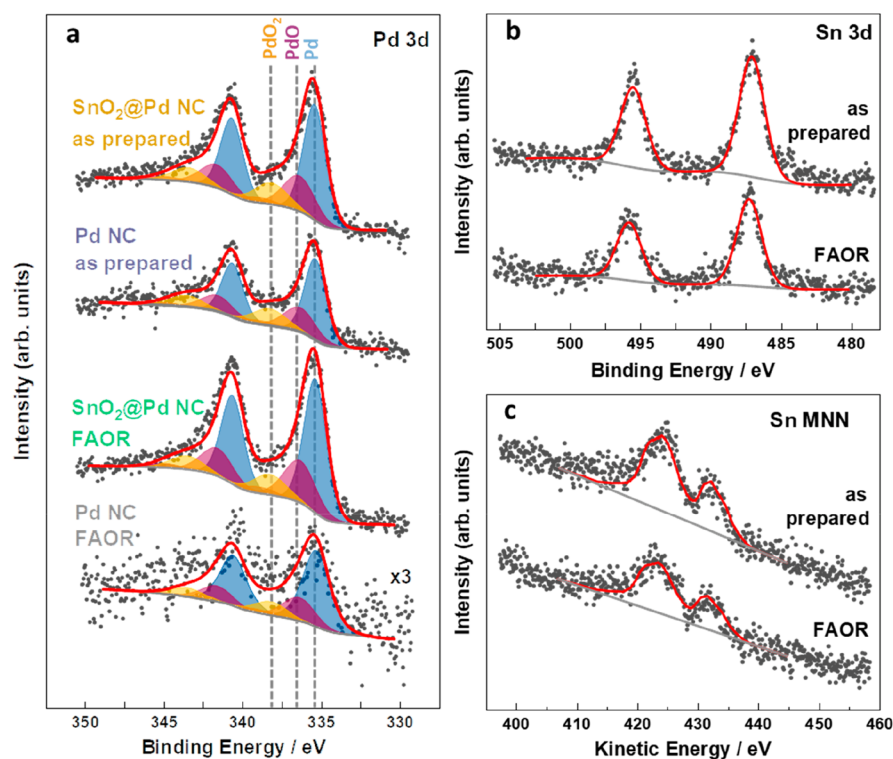 a
PdO₂
PdO
Pd
Pd 3d
SnO₂@Pd NC
as prepared
Pd NC
as prepared
SnO₂@Pd NC
FAOR
Pd NC
FAOR
x3
Intensity (arb. units)
350 345 340 335 330
Binding Energy / eV
b
Sn 3d
as
prepared
FAOR
Intensity (arb. units)
505 500 495 490 485 480
Binding Energy / eV
c
Sn MNN
as
prepared
FAOR
Intensity (arb. units)
400 410 420 430 440 450 460
Kinetic Energy / eV